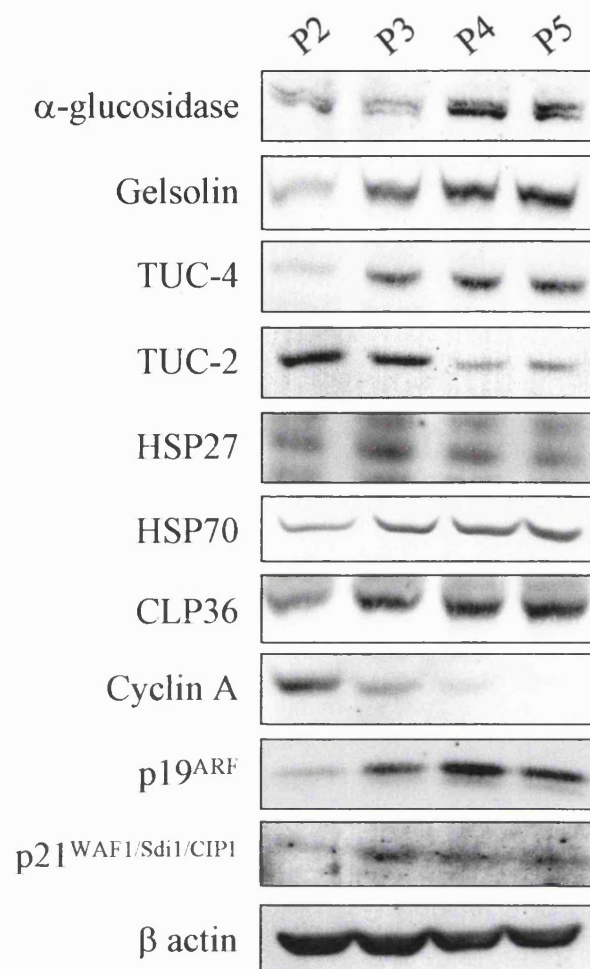 P2 P3 P4 P5
α-glucosidase
Gelsolin
TUC-4
TUC-2
HSP27
HSP70
CLP36
Cyclin A
p19ARF
p21WAF1/Sdi1/CIP1
β actin